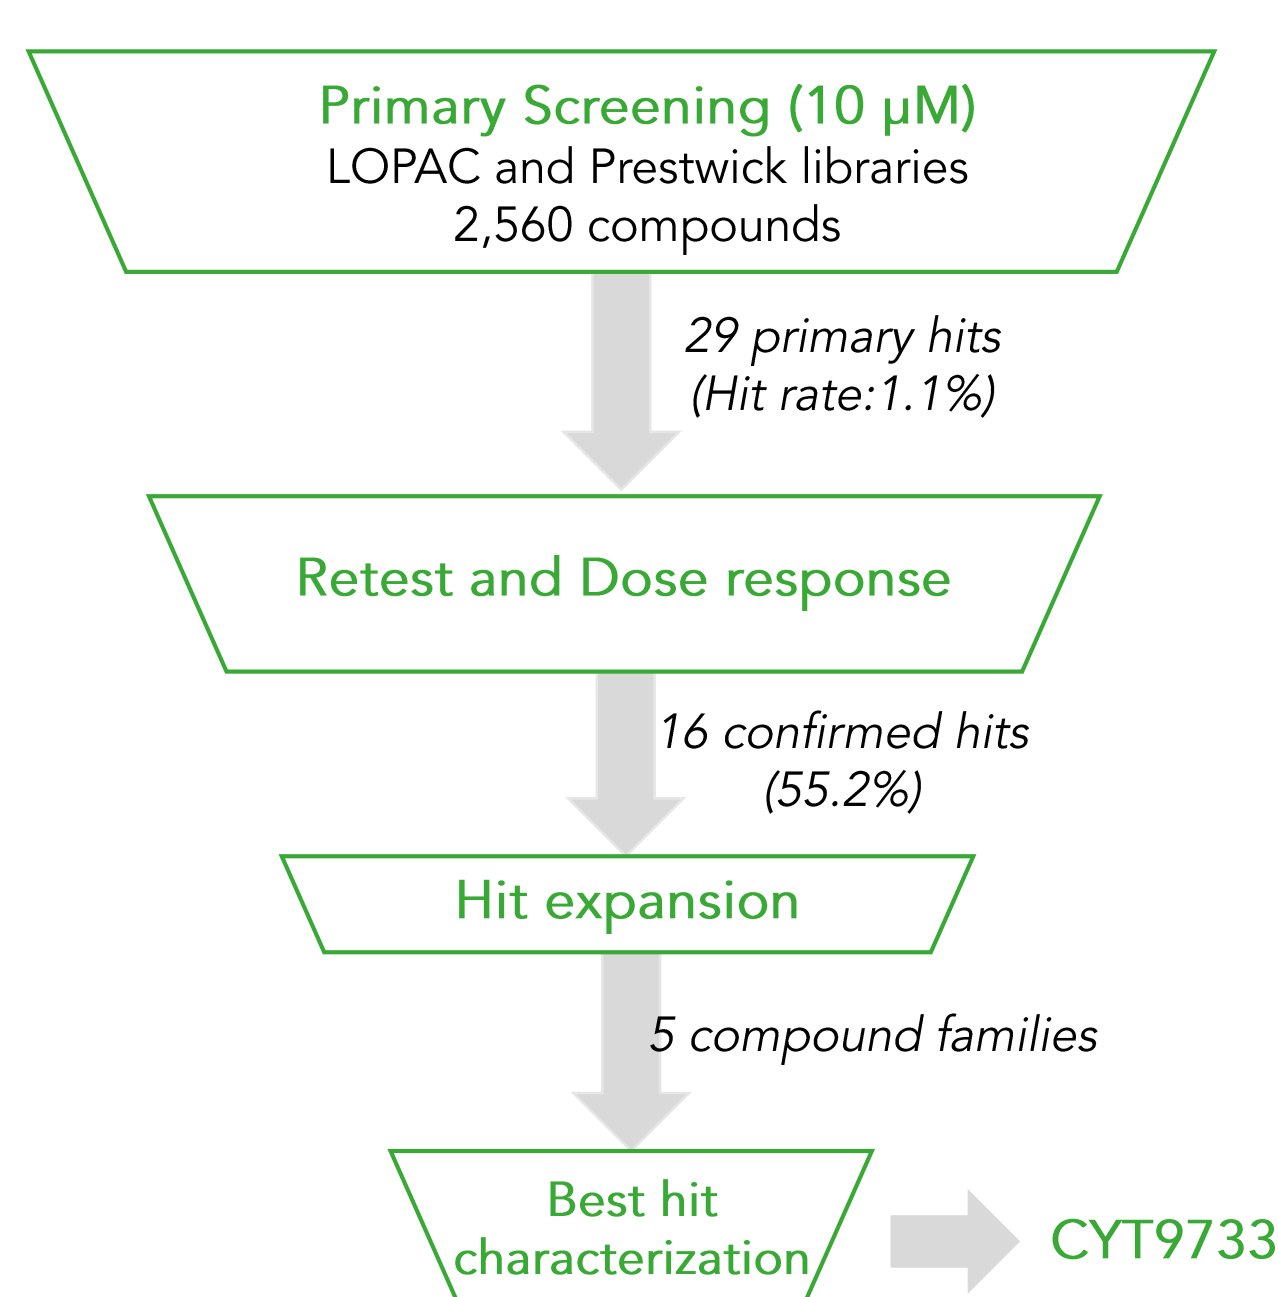 Primary Screening (10 µM)
LOPAC and Prestwick libraries
2,560 compounds
29 primary hits
(Hit rate:1.1%)
Retest and Dose response
16 confirmed hits
(55.2%)
Hit expansion
5 compound families
Best hit
characterization
CYT9733